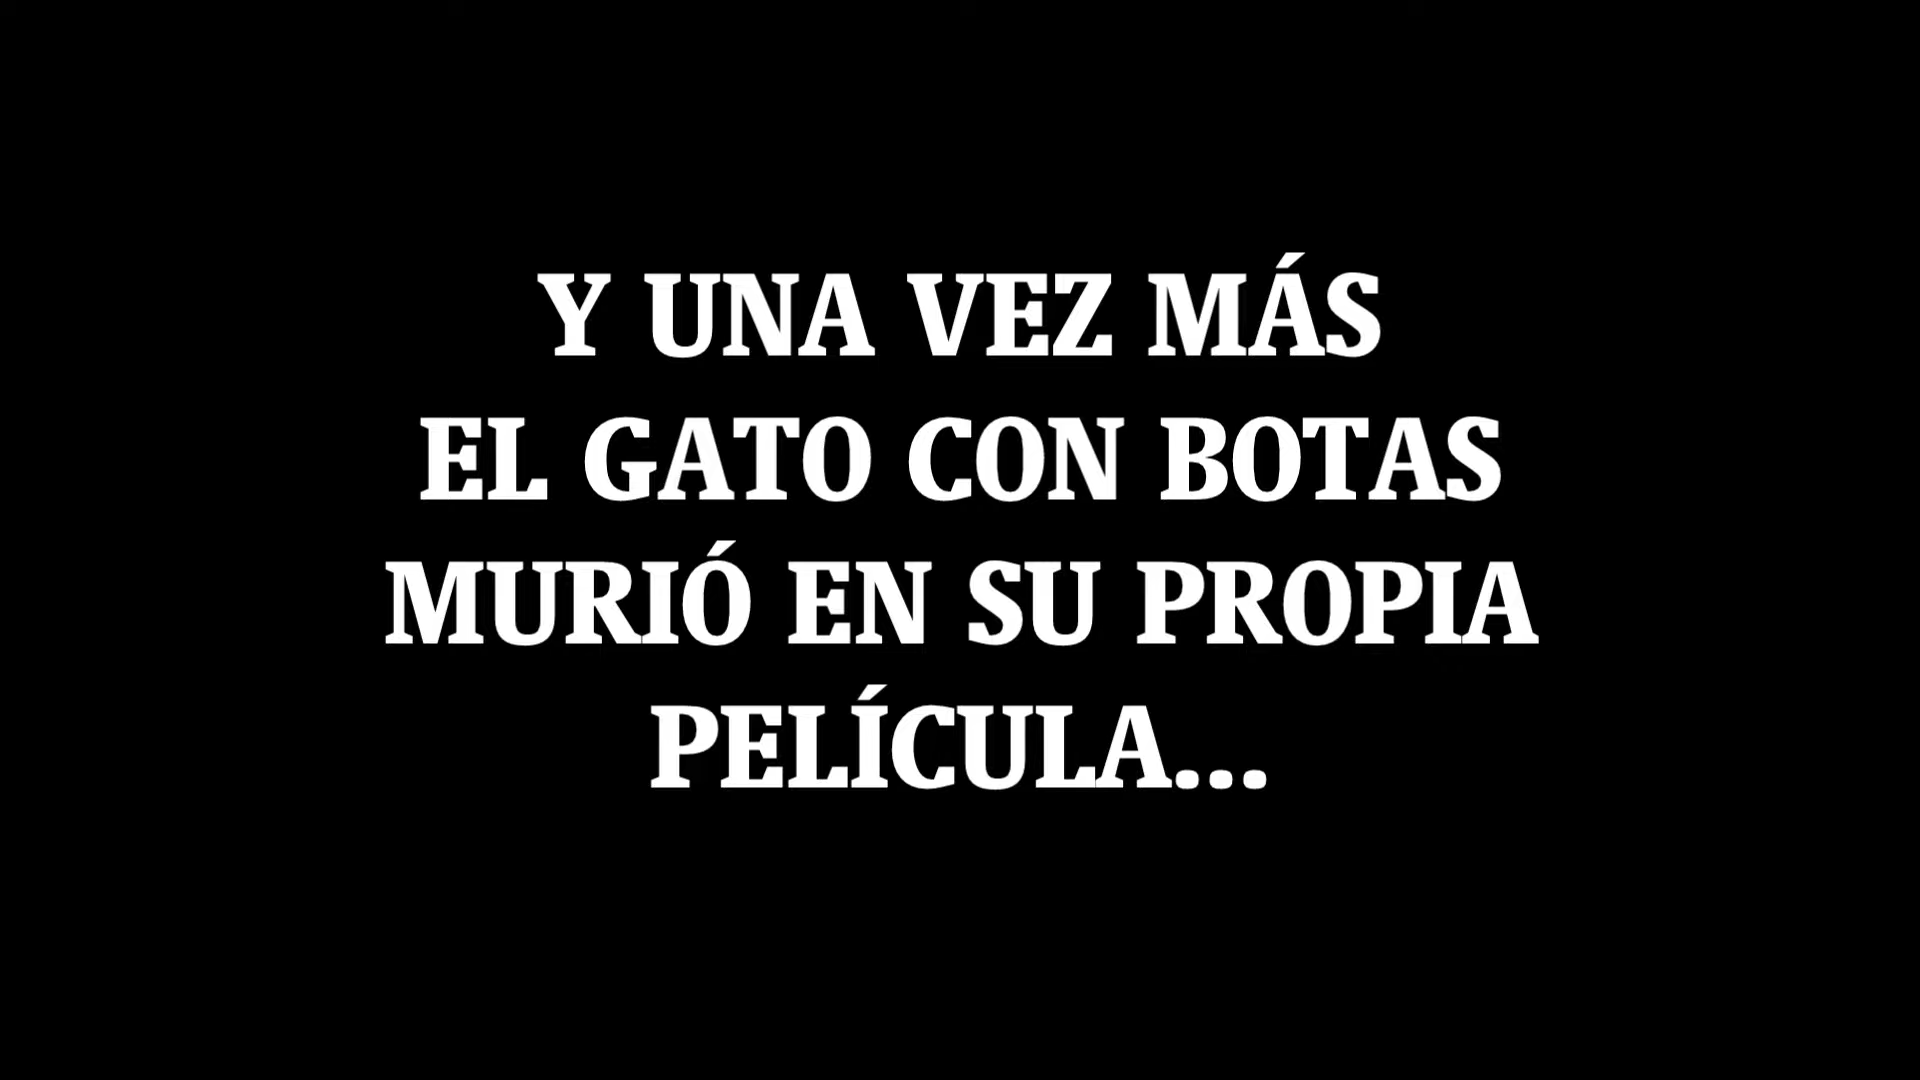 Y UNA VEZ MÁS
EL GATO CON BOTAS
MURIÓ EN SU PROPIA
PELÍCULA...